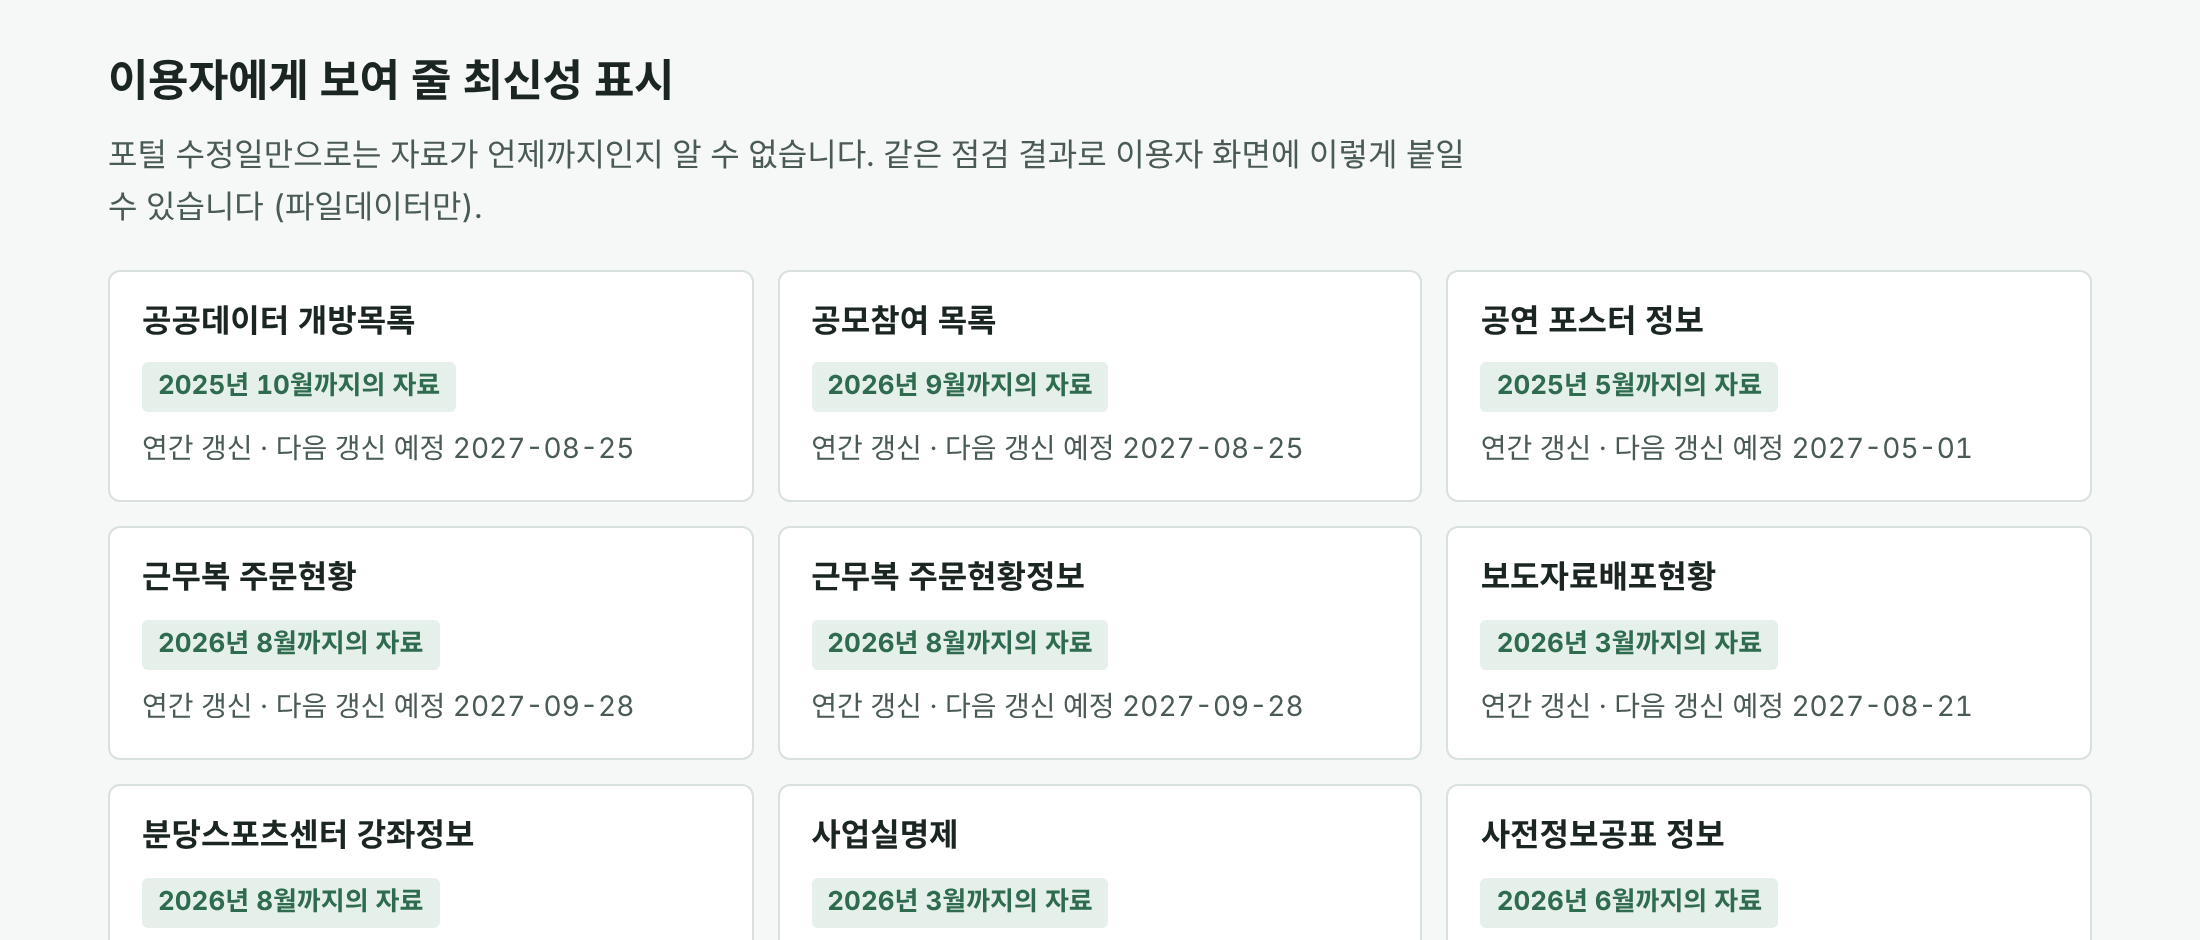 이용자에게 보여 줄 최신성 표시
포털 수정일만으로는 자료가 언제까지인지 알 수 없습니다. 같은 점검 결과로 이용자 화면에 이렇게 붙일
수 있습니다 (파일데이터만).
공공데이터 개방목록
2025년 10월까지의 자료
연간 갱신 · 다음 갱신 예정 2027-08-25
공모참여 목록
2026년 9월까지의 자료
연간 갱신 · 다음 갱신 예정 2027-08-25
공연 포스터 정보
2025년 5월까지의 자료
연간 갱신 · 다음 갱신 예정 2027-05-01
근무복 주문현황
2026년 8월까지의 자료
연간 갱신 · 다음 갱신 예정 2027-09-28
근무복 주문현황정보
2026년 8월까지의 자료
연간 갱신 · 다음 갱신 예정 2027-09-28
보도자료배포현황
2026년 3월까지의 자료
연간 갱신 · 다음 갱신 예정 2027-08-21
분당스포츠센터 강좌정보
2026년 8월까지의 자료
사업실명제
2026년 3월까지의 자료
사전정보공표 정보
2026년 6월까지의 자료